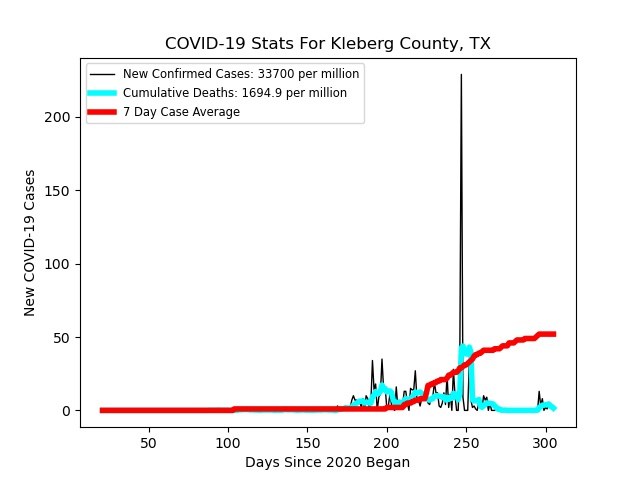 COVID-19 Stats For Kleberg County, TX
New Confirmed Cases: 33700 per million
Cumulative Deaths: 1694.9 per million
7 Day Case Average
New COVID-19 Cases
200
150
100
50
0
50 100 150 200 250 300
Days Since 2020 Began